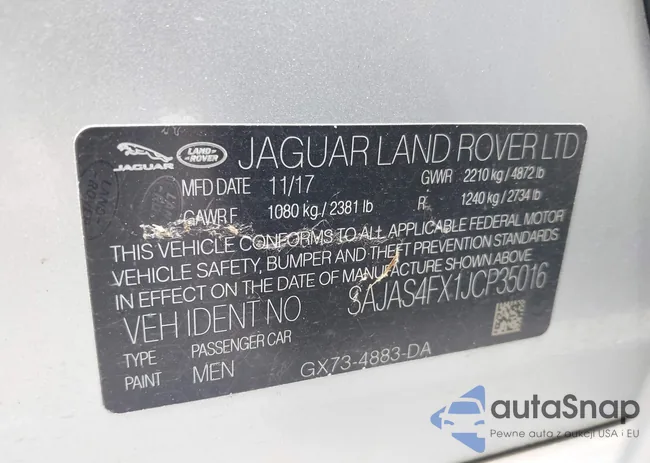 JAGUAR LAND ROVER JAGUAR LAND ROVER LTD
MFD DATE 11/17 GWVR 2210 kg / 4872 lb
GAWR F 1080 kg / 2381 lb R 1240 kg / 2734 lb
THIS VEHICLE CONFORMS TO ALL APPLICABLE FEDERAL MOTOR
VEHICLE SAFETY, BUMPER AND THEFT PREVENTION STANDARDS
IN EFFECT ON THE DATE OF MANUFACTURE SHOWN ABOVE
VEH IDENT NO SAJAS4FX1JCP35016
TYPE PASSENGER CAR
PAINT MEN GX73-4883-DA
autaSnap
Pewne auta z aukcji USA i EU